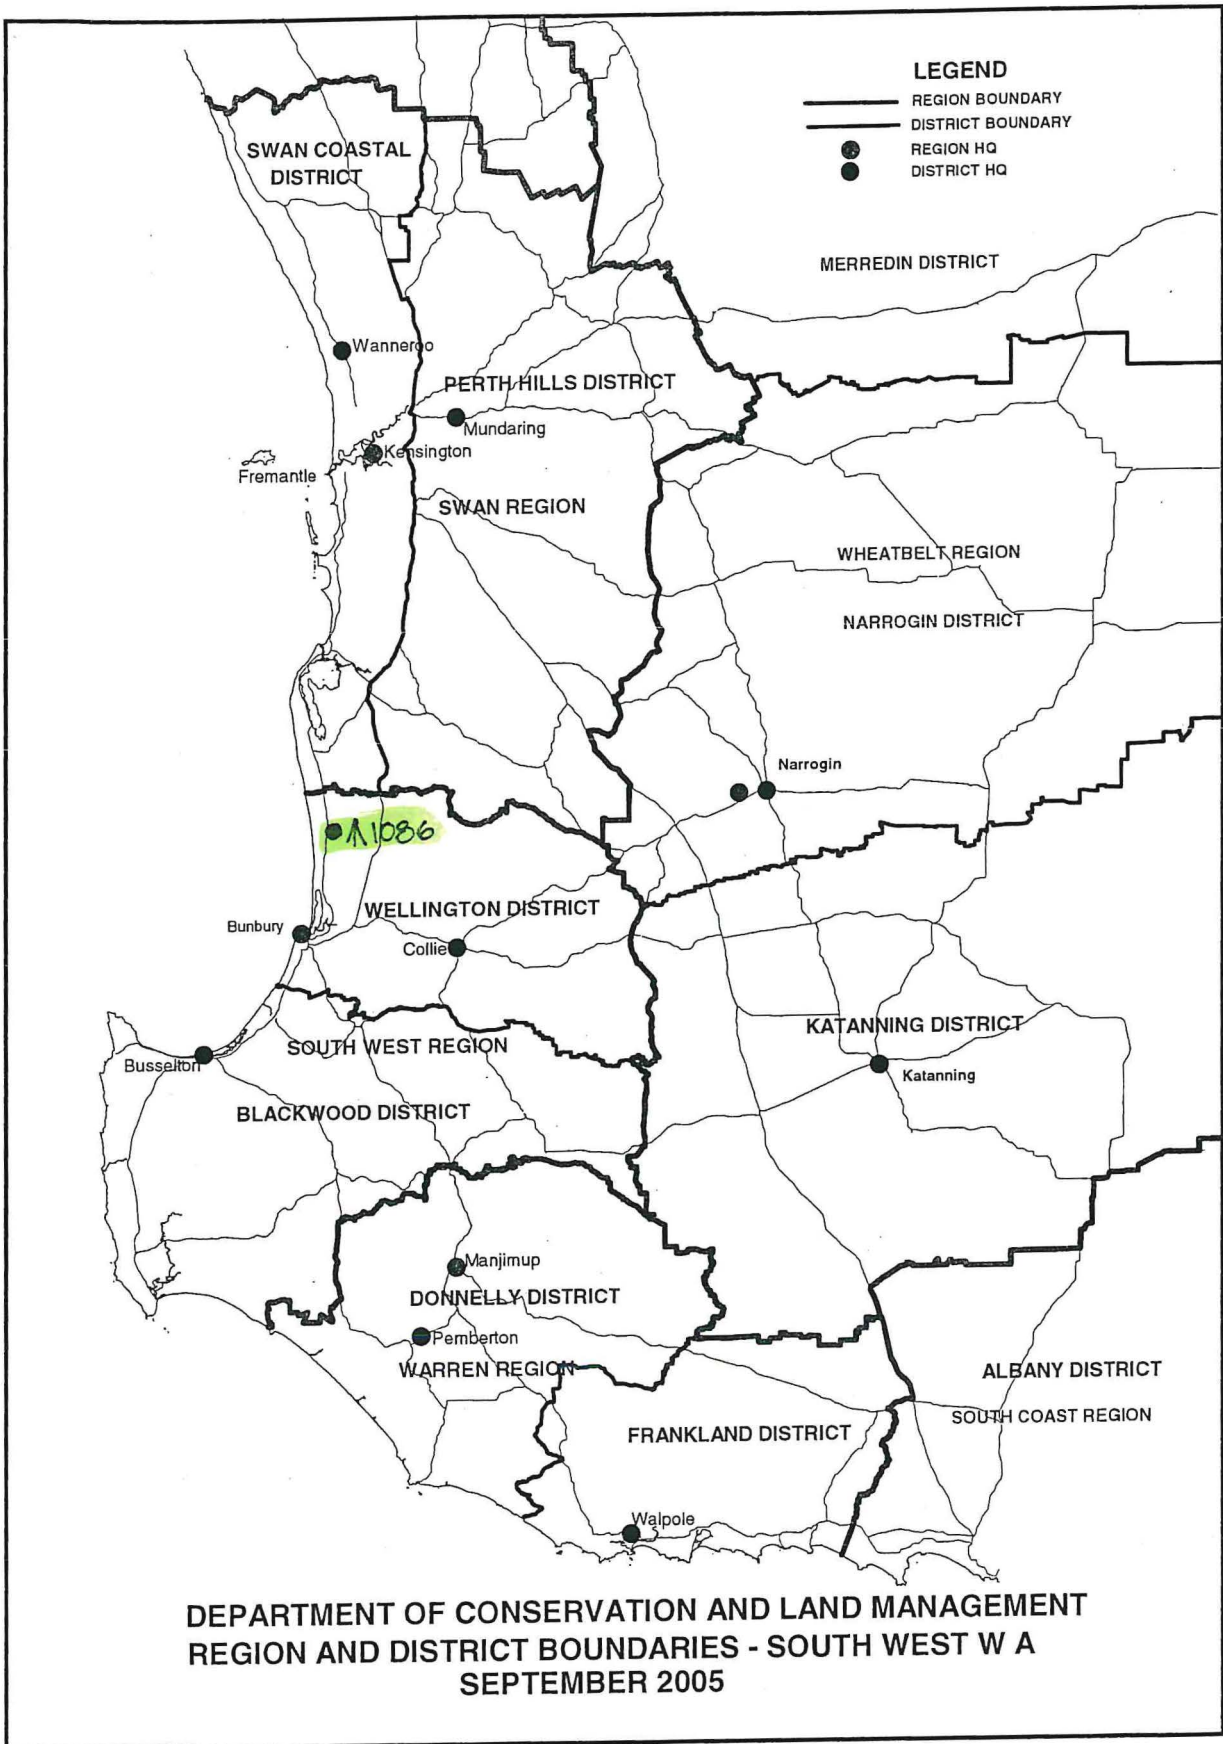 LEGEND
REGION BOUNDARY
DISTRICT BOUNDARY
REGION HQ
DISTRICT HQ
SWAN COASTAL
DISTRICT
MERREDIN DISTRICT
Wanneroo
PERTH HILLS DISTRICT
Mundaring
Kensington
Fremantle
SWAN REGION
WHEATBELT REGION
NARROGIN DISTRICT
Narrogin
↑1086
WELLINGTON DISTRICT
Bunbury
Collie
KATANNING DISTRICT
SOUTH WEST REGION
Busselton
Katanning
BLACKWOOD DISTRICT
Manjimup
DONNELLY DISTRICT
Pemberton
WARREN REGION
ALBANY DISTRICT
SOUTH COAST REGION
FRANKLAND DISTRICT
Walpole
DEPARTMENT OF CONSERVATION AND LAND MANAGEMENT
REGION AND DISTRICT BOUNDARIES - SOUTH WEST W A
SEPTEMBER 2005